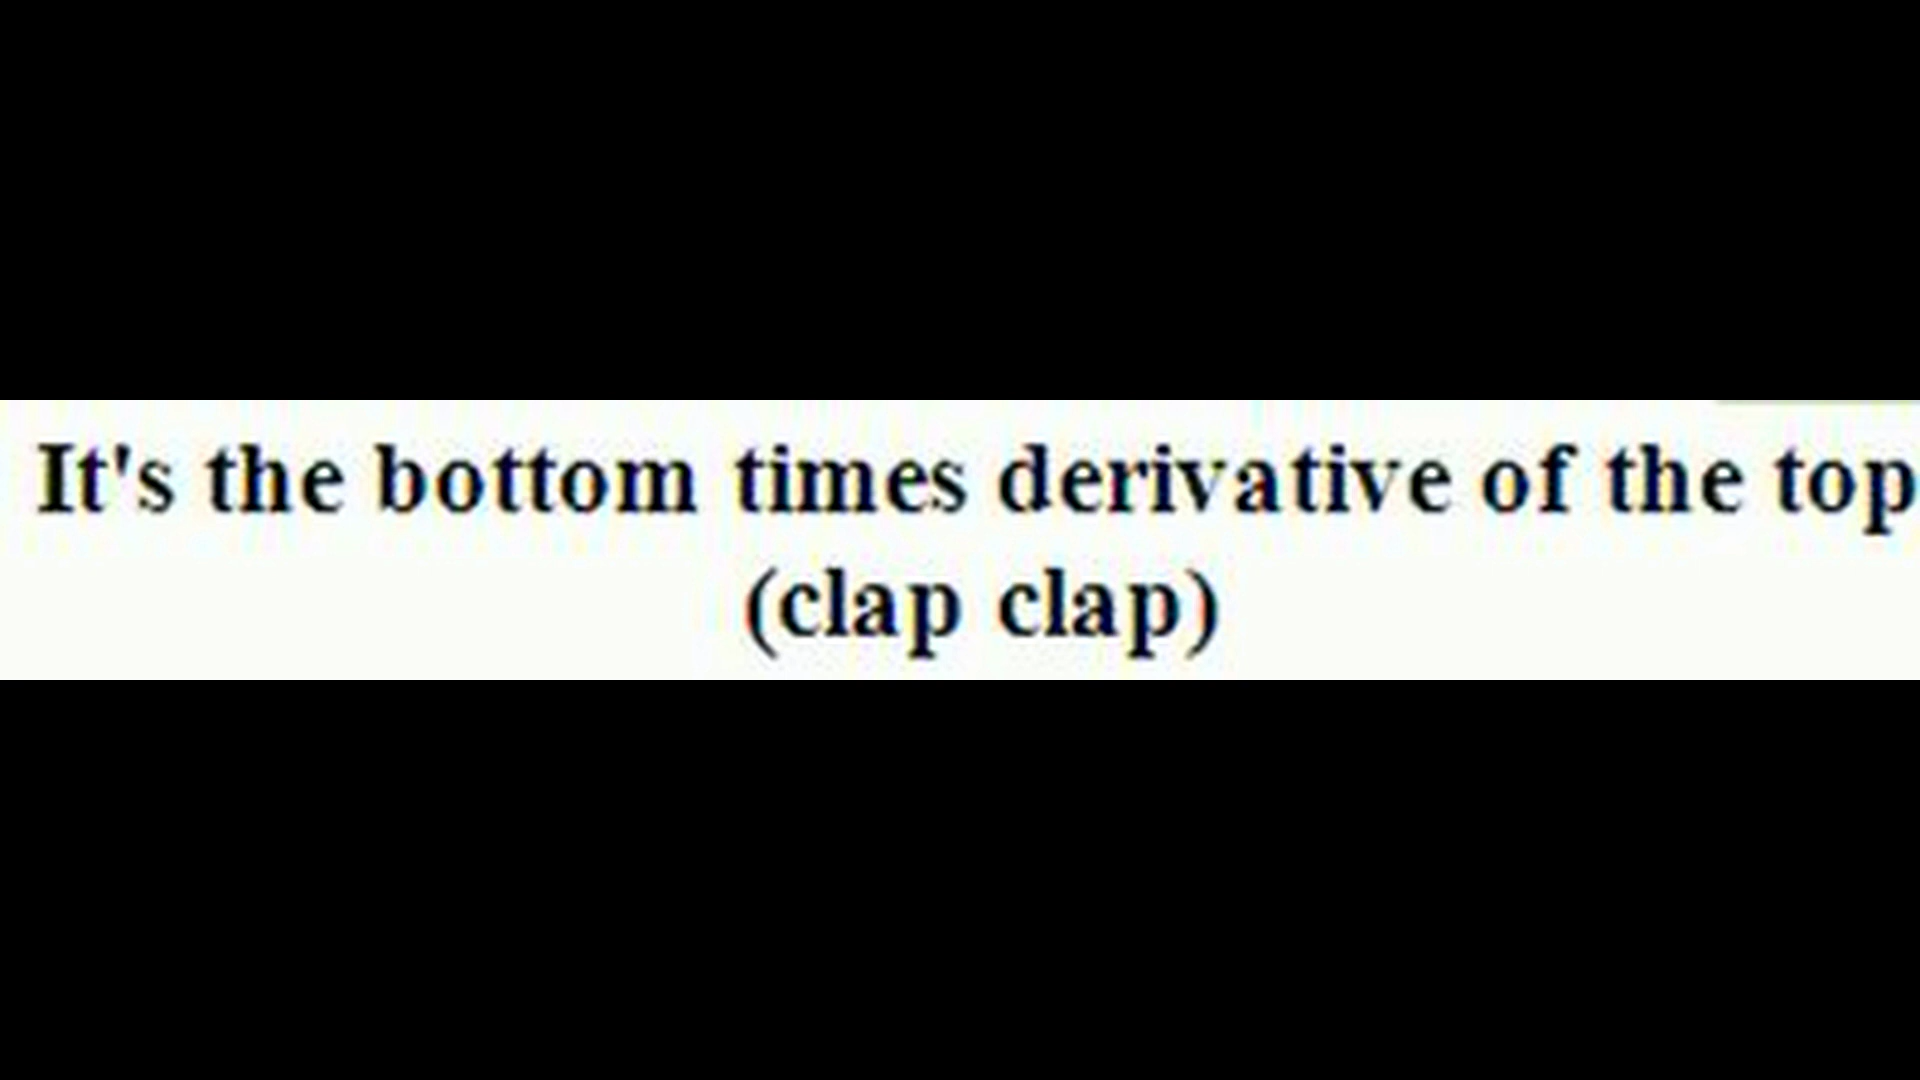 It's the bottom times derivative of the top
(clap clap)